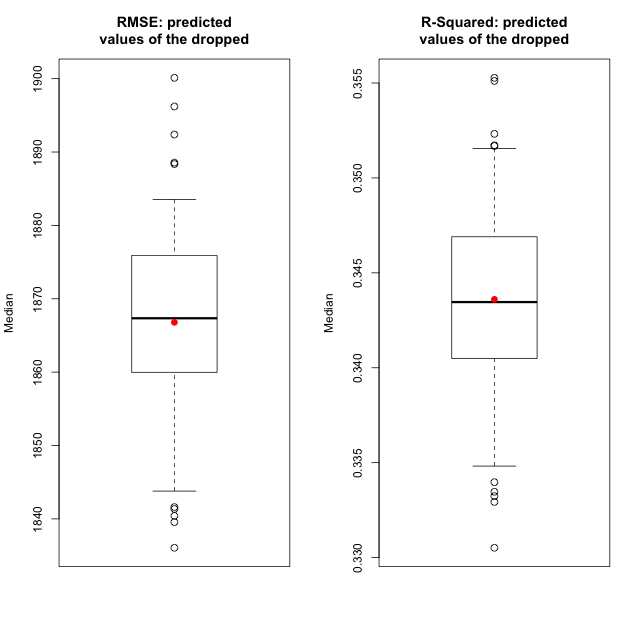 RMSE: predicted
values of the dropped
Median
1900
1890
1880
1870
1860
1850
1840
R-Squared: predicted
values of the dropped
Median
0.355
0.350
0.345
0.340
0.335
0.330